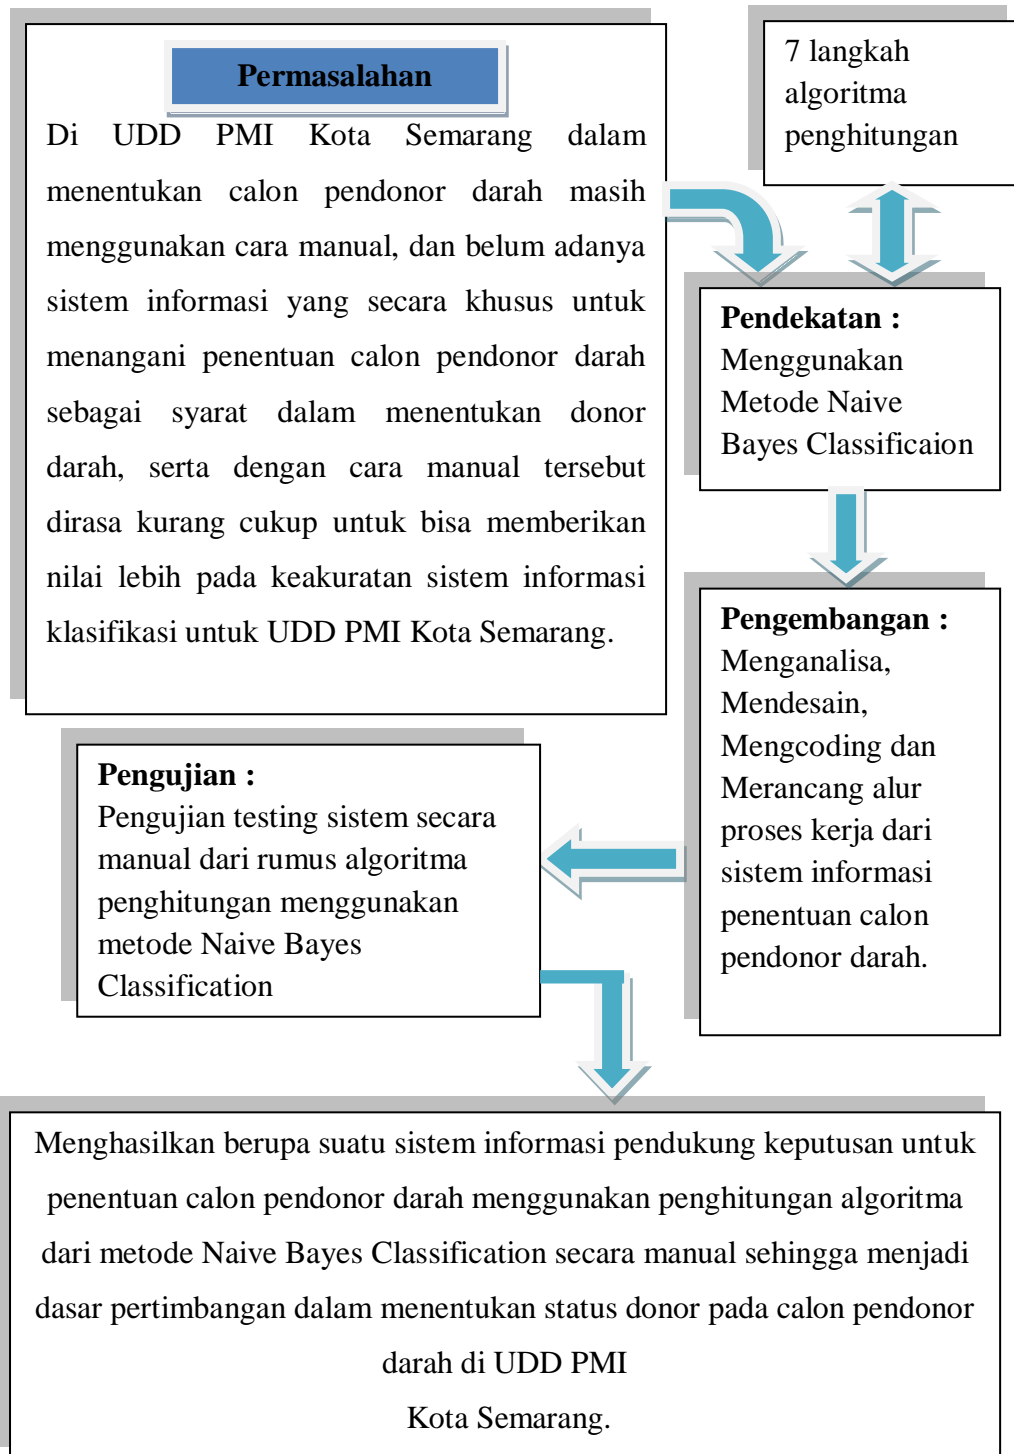 Permasalahan
Di UDD PMI Kota Semarang dalam
menentukan calon pendonor darah masih
menggunakan cara manual, dan belum adanya
sistem informasi yang secara khusus untuk
menangani penentuan calon pendonor darah
sebagai syarat dalam menentukan donor
darah, serta dengan cara manual tersebut
dirasa kurang cukup untuk bisa memberikan
nilai lebih pada keakuratan sistem informasi
klasifikasi untuk UDD PMI Kota Semarang.
7 langkah
algoritma
penghitungan
Pendekatan :
Menggunakan
Metode Naive
Bayes Classificaion
Pengembangan :
Menganalisa,
Mendesain,
Mengcoding dan
Merancang alur
proses kerja dari
sistem informasi
penentuan calon
pendonor darah.
Pengujian :
Pengujian testing sistem secara
manual dari rumus algoritma
penghitungan menggunakan
metode Naive Bayes
Classification
Menghasilkan berupa suatu sistem informasi pendukung keputusan untuk
penentuan calon pendonor darah menggunakan penghitungan algoritma
dari metode Naive Bayes Classification secara manual sehingga menjadi
dasar pertimbangan dalam menentukan status donor pada calon pendonor
darah di UDD PMI
Kota Semarang.